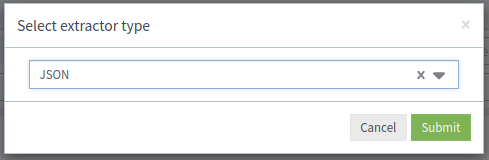 Select extractor type
×
JSON
×
Cancel
Submit